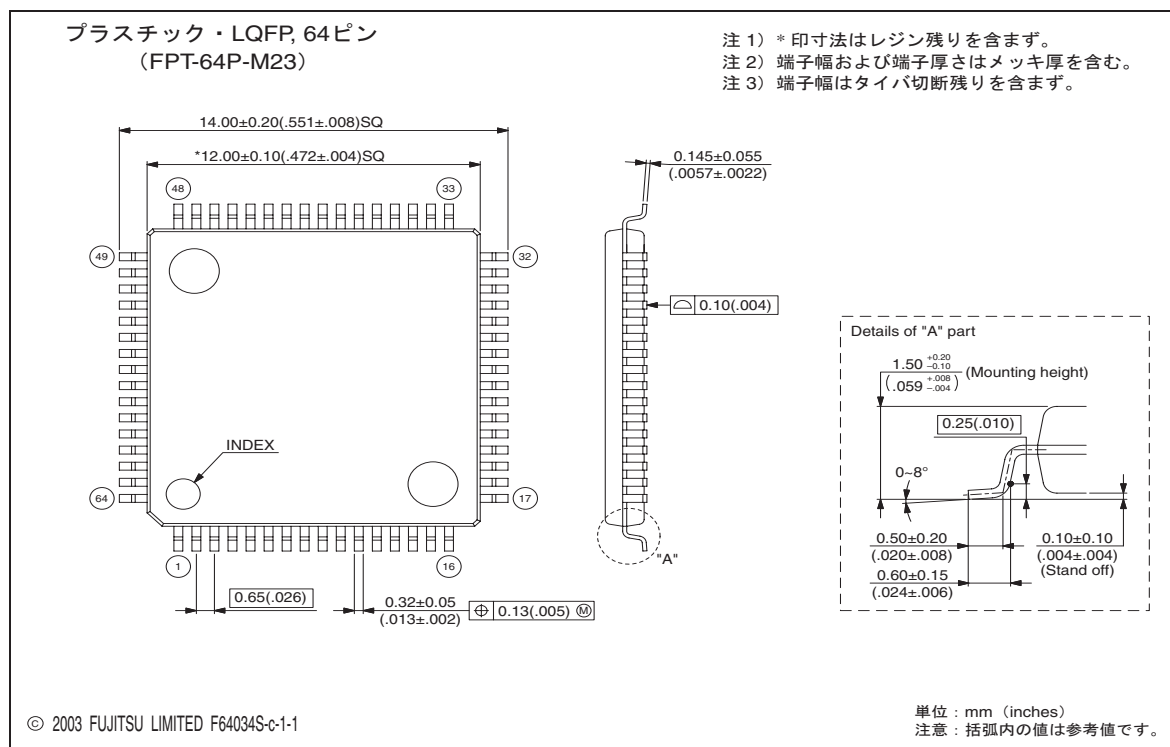 プラスチック・LQFP, 64ピン
(FPT-64P-M23)
注 1) * 印寸法はレジン残りを含まず。
注 2) 端子幅および端子厚さはメッキ厚を含む。
注 3) 端子幅はタイバ切断残りを含まず。
14.00±0.20(.551±.008)SQ
*12.00±0.10(.472±.004)SQ
0.145±0.055
(.0057±.0022)
48
33
49
32
0.10(.004)
Details of "A" part
1.50 +0.20 −0.10
(.059 +.008 −.004)
(Mounting height)
0.25(.010)
INDEX
0~8°
64
17
0.50±0.20
(.020±.008)
0.10±0.10
(.004±.004)
(Stand off)
1
16
"A"
0.60±0.15
(.024±.006)
0.65(.026)
0.32±0.05
(.013±.002)
⌖ 0.13(.005) Ⓜ
© 2003 FUJITSU LIMITED F64034S-c-1-1
単位:mm (inches)
注意:括弧内の値は参考値です。